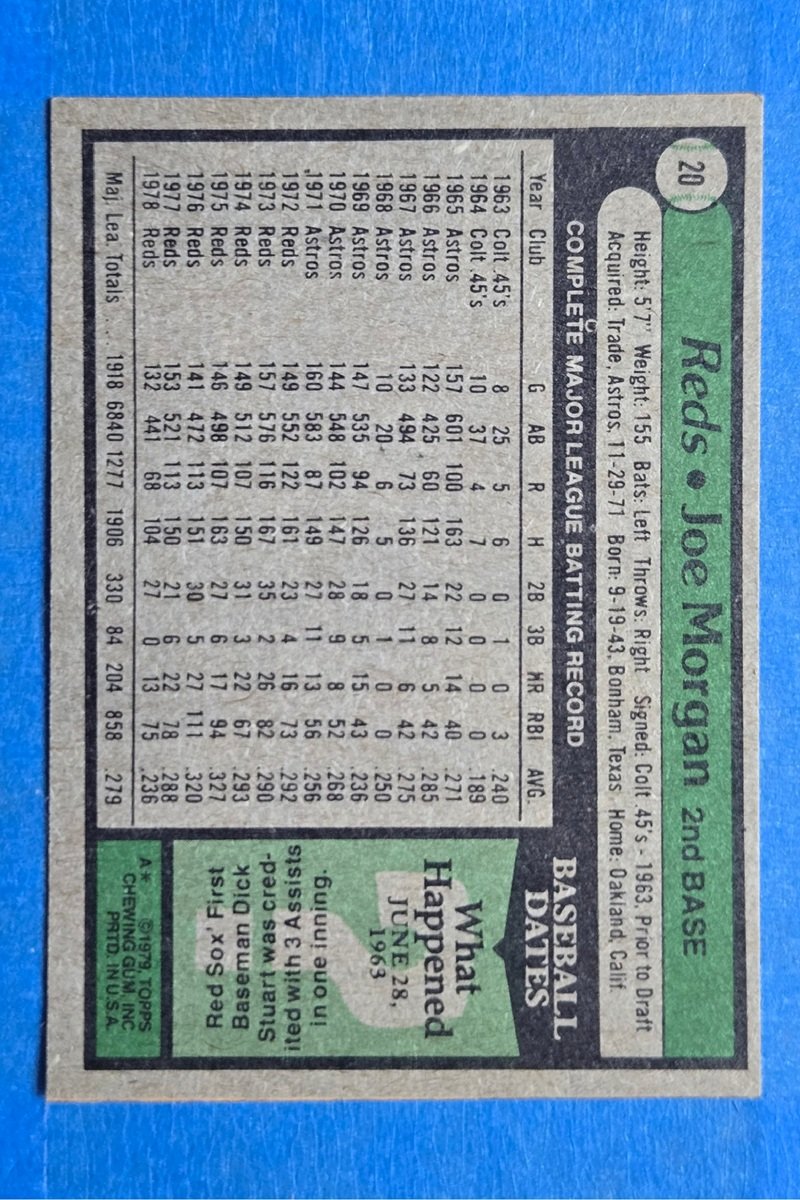 20
Reds • Joe Morgan 2nd BASE
Height: 5'7" Weight: 155 Bats: Left Throws: Right Signed: Colt .45's - 1963, Prior to Draft
Acquired: Trade, Astros, 11-29-71 Born: 9-19-43, Bonham, Texas Home: Oakland, Calif.
COMPLETE MAJOR LEAGUE BATTING RECORD
Year Club G AB R H 2B 3B HR RBI AVG.
1963 Colt .45's 8 25 5 6 0 1 0 3 .240
1964 Colt .45's 10 37 4 7 0 0 0 0 .189
1965 Astros 157 601 100 163 22 12 14 40 .271
1966 Astros 122 425 60 121 14 8 5 42 .285
1967 Astros 133 494 73 136 27 11 6 42 .275
1968 Astros 10 20 6 5 0 1 0 0 .250
1969 Astros 147 535 94 126 18 5 15 43 .236
1970 Astros 144 548 102 147 28 9 8 52 .268
1971 Astros 160 583 87 149 27 11 13 56 .256
1972 Reds 149 552 122 161 23 4 16 73 .292
1973 Reds 157 576 116 167 35 2 26 82 .290
1974 Reds 149 512 107 150 31 3 22 67 .293
1975 Reds 146 498 107 163 27 6 17 94 .327
1976 Reds 141 472 113 151 30 5 27 111 .320
1977 Reds 153 521 113 150 21 6 22 78 .288
1978 Reds 132 441 68 104 27 0 13 75 .236
Maj. Lea. Totals .... 1918 6840 1277 1906 330 84 204 858 .279
BASEBALL
DATES
What
Happened
JUNE 28,
1963
Red Sox' First
Baseman Dick
Stuart was cred-
ited with 3 Assists
in one inning.
A* ©1979 TOPPS
CHEWING GUM, INC.
PRTD. IN U.S.A.